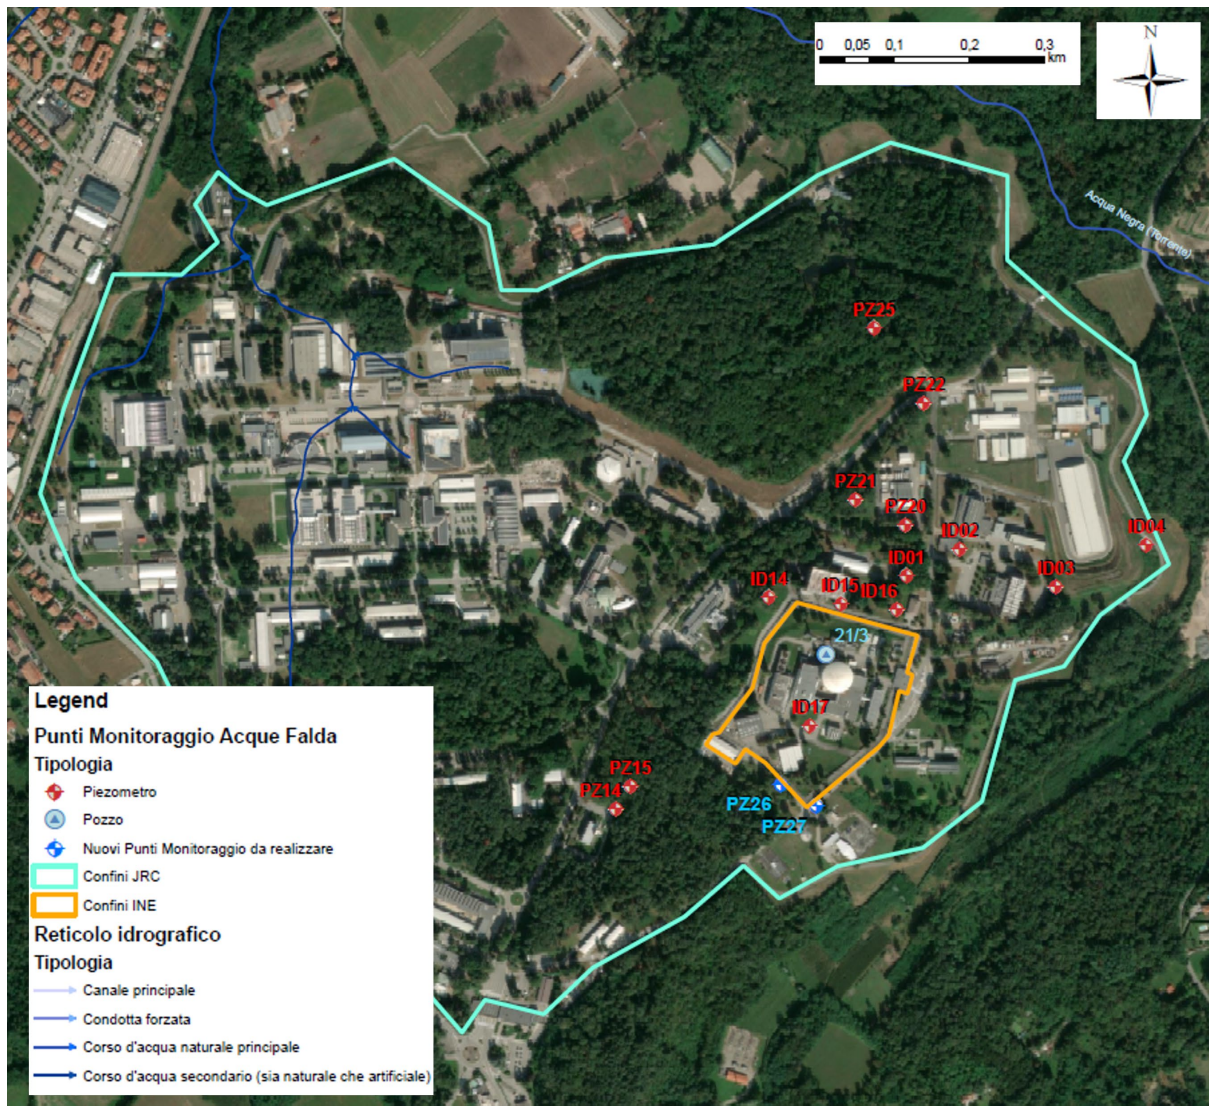 0 0,05 0,1 0,2 0,3
km
N
Acqua Negra (Torrente)
PZ25
PZ22
PZ21
PZ20
ID02
ID04
ID01
ID03
ID14
ID15
ID16
21/3
ID17
PZ15
PZ14
PZ26
PZ27
Legend
Punti Monitoraggio Acque Falda
Tipologia
Piezometro
Pozzo
Nuovi Punti Monitoraggio da realizzare
Confini JRC
Confini INE
Reticolo idrografico
Tipologia
Canale principale
Condotta forzata
Corso d'acqua naturale principale
Corso d'acqua secondario (sia naturale che artificiale)